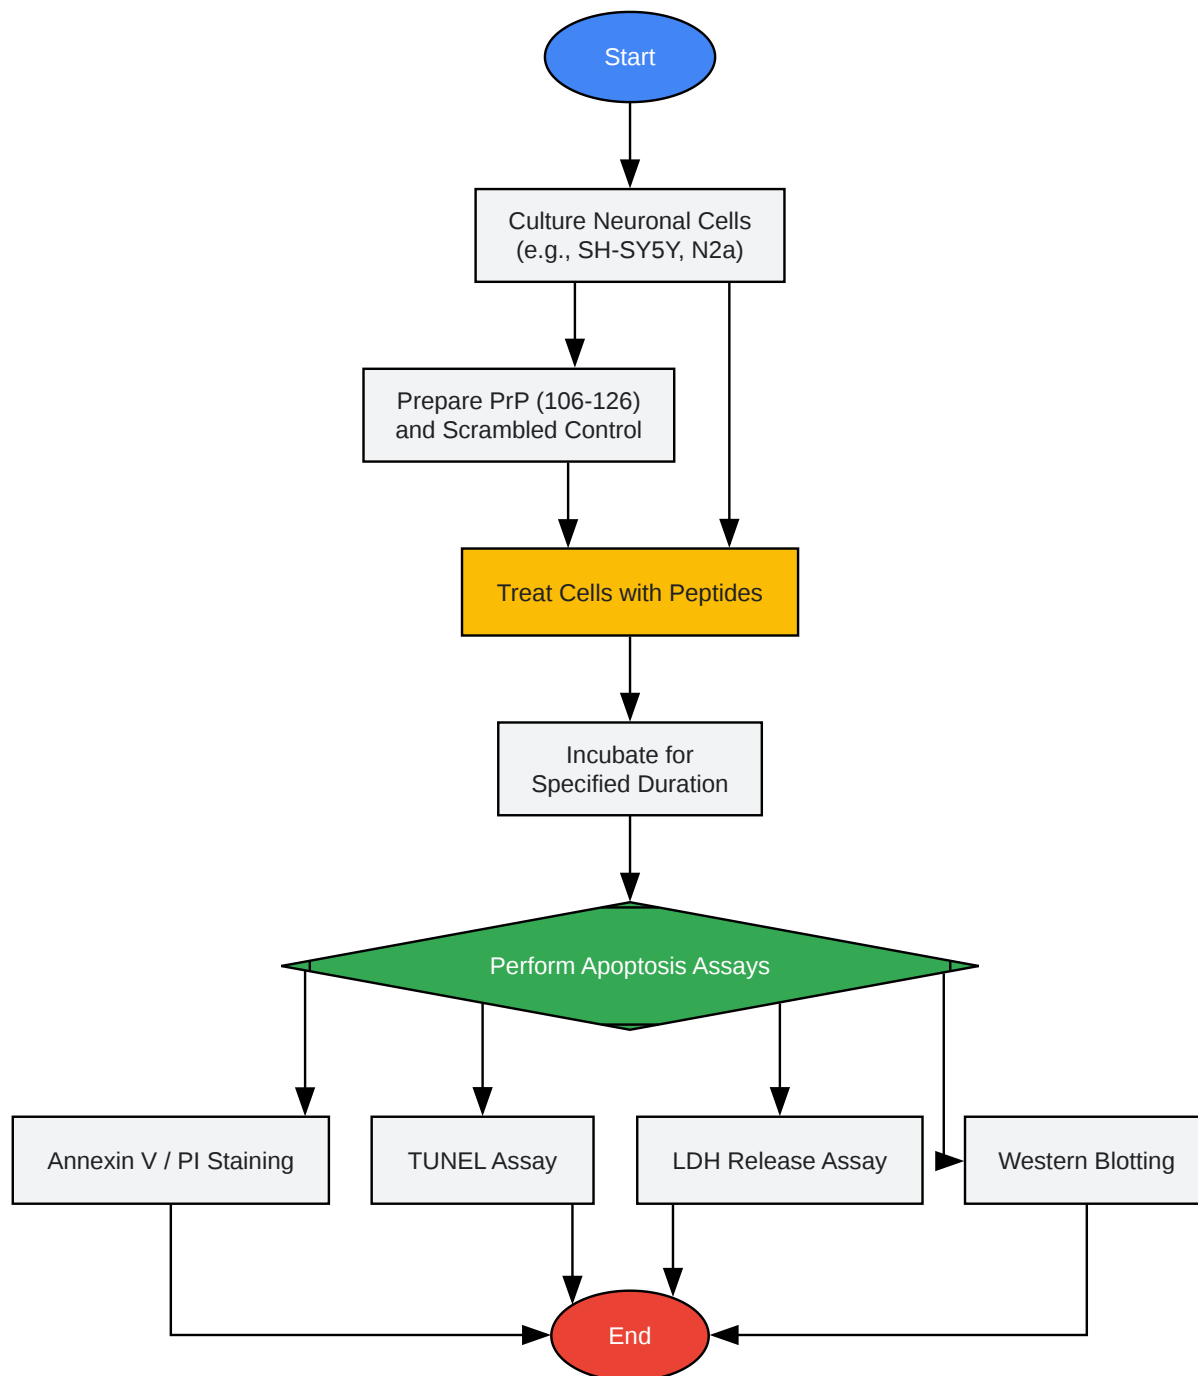 Start
Culture Neuronal Cells
(e.g., SH-SY5Y, N2a)
Prepare PrP (106-126)
and Scrambled Control
Treat Cells with Peptides
Incubate for
Specified Duration
Perform Apoptosis Assays
Annexin V / PI Staining
TUNEL Assay
LDH Release Assay
Western Blotting
End